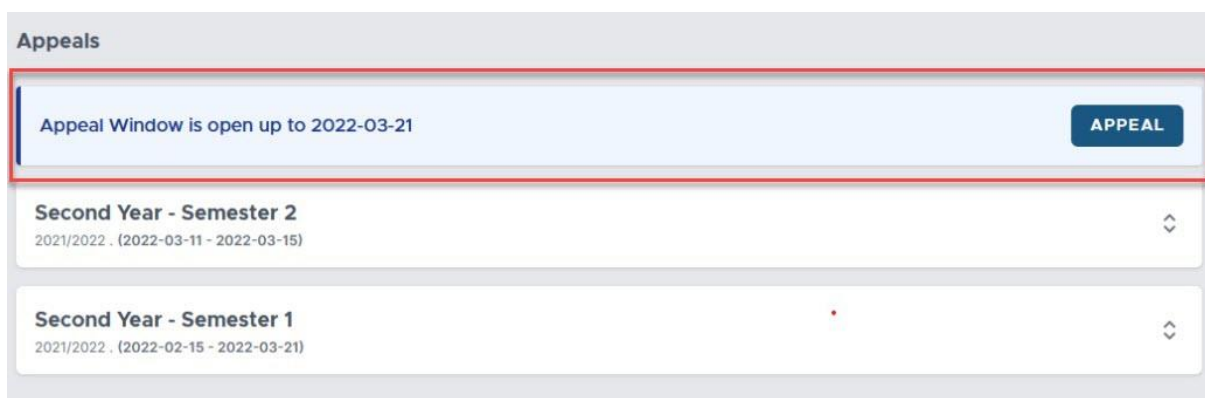 Appeals
Appeal Window is open up to 2022-03-21
APPEAL
Second Year - Semester 2
2021/2022 . (2022-03-11 - 2022-03-15)
Second Year - Semester 1
2021/2022 . (2022-02-15 - 2022-03-21)